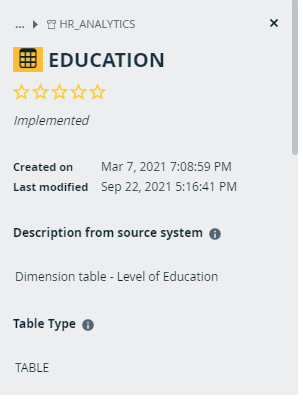 ... HR_ANALYTICS
EDUCATION
Implemented
Created on Mar 7, 2021 7:08:59 PM
Last modified Sep 22, 2021 5:16:41 PM
Description from source system
Dimension table - Level of Education
Table Type
TABLE